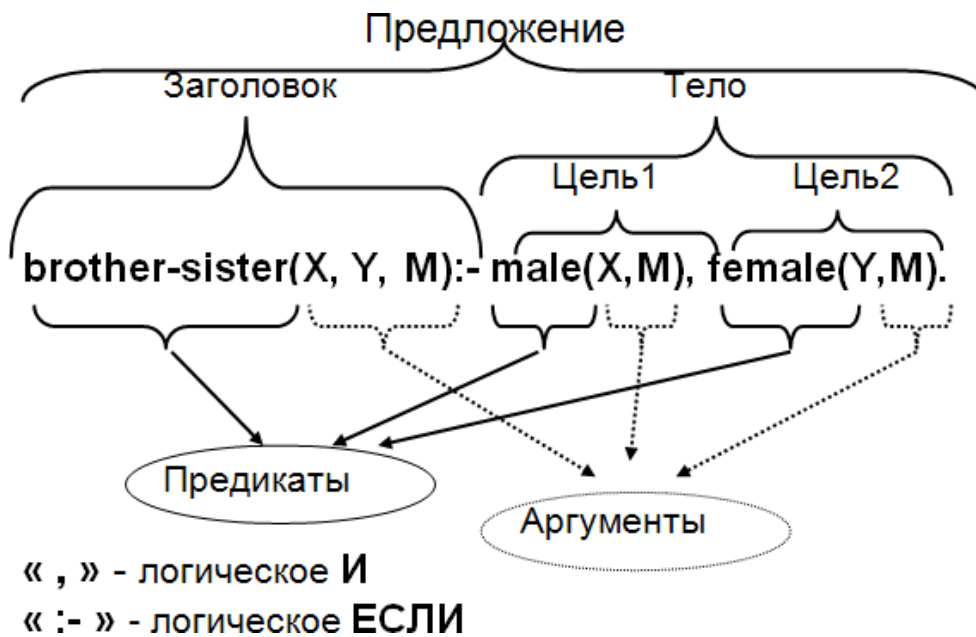 Предложение
Заголовок
Тело
Цель1
Цель2
brother-sister(X, Y, M):- male(X,M), female(Y,M).
Предикаты
Аргументы
« , » - логическое И
« :- » - логическое ЕСЛИ